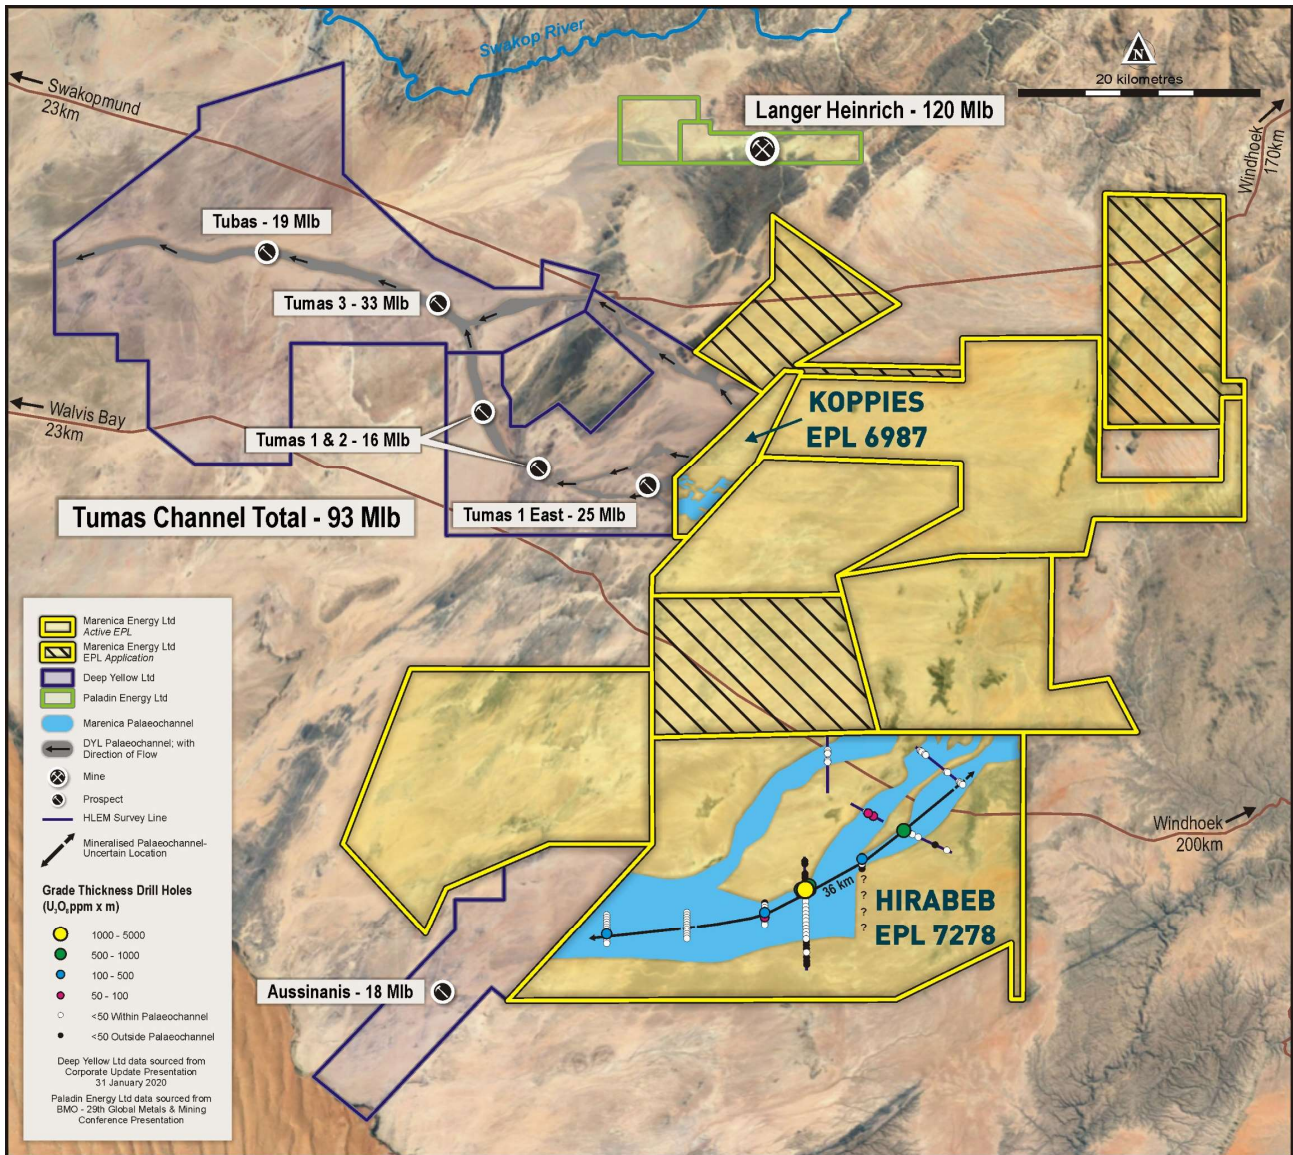 Swakop River
N
20 kilometres
Swakopmund
23km
Langer Heinrich - 120 Mlb
Windhoek
170km
Tubas - 19 Mlb
Tumas 3 - 33 Mlb
KOPPIES
EPL 6987
Walvis Bay
23km
Tumas 1 & 2 - 16 Mlb
Tumas Channel Total - 93 Mlb
Tumas 1 East - 25 Mlb
Marenica Energy Ltd
Active EPL
Marenica Energy Ltd
EPL Application
Deep Yellow Ltd
Paladin Energy Ltd
Marenica Palaeochannel
DYL Palaeochannel; with
Direction of Flow
Mine
Prospect
HLEM Survey Line
Mineralised Palaeochannel-
Uncertain Location
Grade Thickness Drill Holes
(U₃O₈ppm x m)
1000 - 5000
500 - 1000
100 - 500
50 - 100
<50 Within Palaeochannel
<50 Outside Palaeochannel
Deep Yellow Ltd data sourced from
Corporate Update Presentation
31 January 2020
Paladin Energy Ltd data sourced from
BMO - 29th Global Metals & Mining
Conference Presentation
Windhoek
200km
36 km
?
?
?
?
HIRABEB
EPL 7278
Aussinanis - 18 Mlb